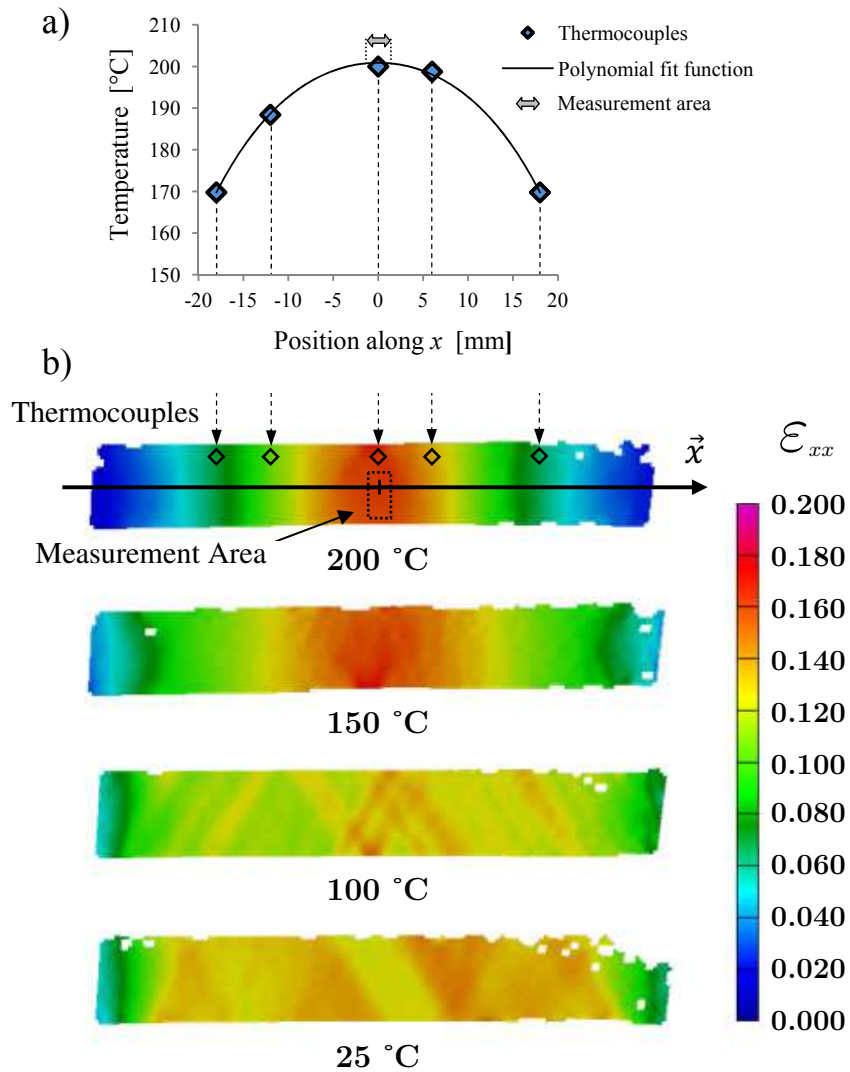 a)
210
200
190
180
170
160
150
Temperature [°C]
-20 -15 -10 -5 0 5 10 15 20
Position along x [mm]
Thermocouples
Polynomial fit function
Measurement area
b)
Thermocouples
x⃗
Measurement Area
200 °C
150 °C
100 °C
25 °C
ℰxx
0.200
0.180
0.160
0.140
0.120
0.100
0.080
0.060
0.040
0.020
0.000